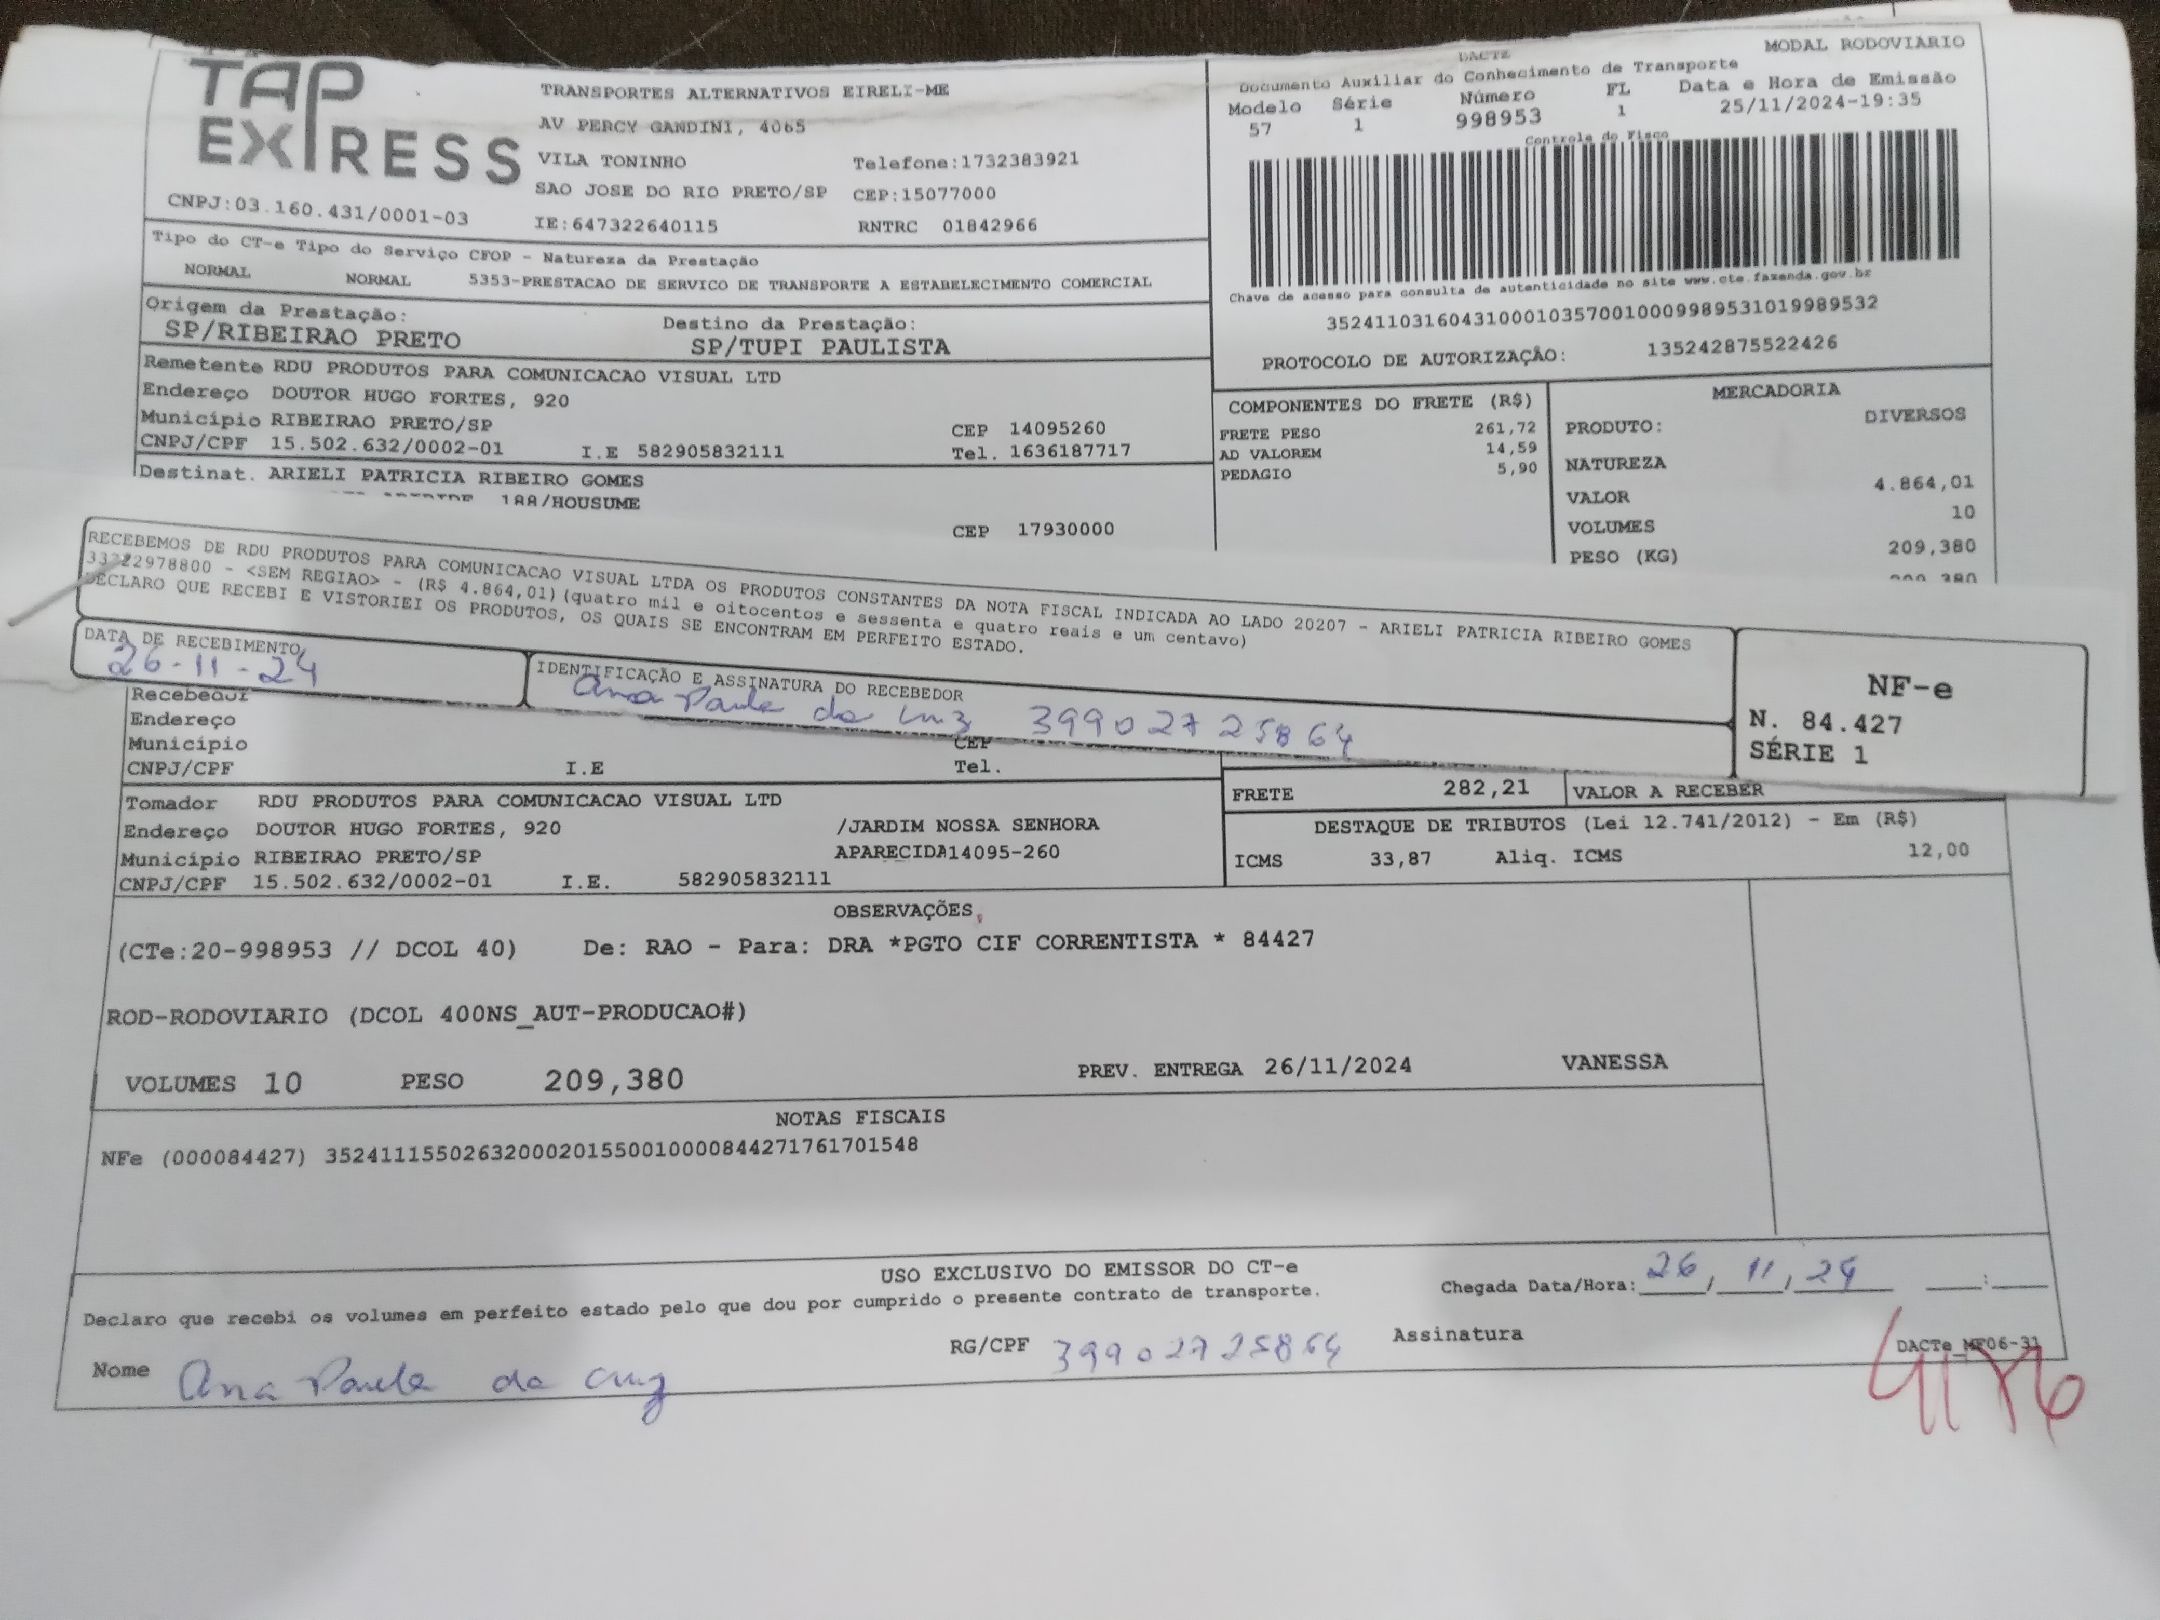 TAP
EXPRESS
CNPJ:03.160.431/0001-03
TRANSPORTES ALTERNATIVOS EIRELI-ME
AV PERCY GANDINI, 4065
VILA TONINHO Telefone:1732383921
SAO JOSE DO RIO PRETO/SP CEP:15077000
IE:647322640115 RNTRC 01842966
DACTE MODAL RODOVIARIO
Documento Auxiliar do Conhecimento de Transporte
Modelo Série Número FL Data e Hora de Emissão
57 1 998953 1 25/11/2024-19:35
Controle do Fisco
Chave de acesso para consulta de autenticidade no site www.cte.fazenda.gov.br
35241103160431000103570010009989531019989532
PROTOCOLO DE AUTORIZAÇÃO: 135242875522426
Tipo do CT-e Tipo do Serviço CFOP - Natureza da Prestação
NORMAL NORMAL 5353-PRESTACAO DE SERVICO DE TRANSPORTE A ESTABELECIMENTO COMERCIAL
Origem da Prestação: Destino da Prestação:
SP/RIBEIRAO PRETO SP/TUPI PAULISTA
Remetente RDU PRODUTOS PARA COMUNICACAO VISUAL LTD
Endereço DOUTOR HUGO FORTES, 920
Município RIBEIRAO PRETO/SP CEP 14095260
CNPJ/CPF 15.502.632/0002-01 I.E 582905832111 Tel. 1636187717
Destinat. ARIELI PATRICIA RIBEIRO GOMES
188/HOUSUME
CEP 17930000
COMPONENTES DO FRETE (R$)
FRETE PESO 261,72
AD VALOREM 14,59
PEDAGIO 5,90
MERCADORIA
PRODUTO: DIVERSOS
NATUREZA
VALOR 4.864,01
VOLUMES 10
PESO (KG) 209,380
RECEBEMOS DE RDU PRODUTOS PARA COMUNICACAO VISUAL LTDA OS PRODUTOS CONSTANTES DA NOTA FISCAL INDICADA AO LADO 20207 - ARIELI PATRICIA RIBEIRO GOMES
33322978800 - <SEM REGIAO> - (R$ 4.864,01) (quatro mil e oitocentos e sessenta e quatro reais e um centavo)
DECLARO QUE RECEBI E VISTORIEI OS PRODUTOS, OS QUAIS SE ENCONTRAM EM PERFEITO ESTADO.
DATA DE RECEBIMENTO
26-11-24
IDENTIFICAÇÃO E ASSINATURA DO RECEBEDOR
Ana Paula da Cruz 39902725864
NF-e
N. 84.427
SÉRIE 1
Recebedor
Endereço
Município CEP
CNPJ/CPF I.E Tel.
FRETE 282,21 VALOR A RECEBER
Tomador RDU PRODUTOS PARA COMUNICACAO VISUAL LTD
Endereço DOUTOR HUGO FORTES, 920 /JARDIM NOSSA SENHORA
Município RIBEIRAO PRETO/SP APARECIDA14095-260
CNPJ/CPF 15.502.632/0002-01 I.E. 582905832111
DESTAQUE DE TRIBUTOS (Lei 12.741/2012) - Em (R$)
ICMS 33,87 Aliq. ICMS 12,00
OBSERVAÇÕES
(CTe:20-998953 // DCOL 40) De: RAO - Para: DRA *PGTO CIF CORRENTISTA * 84427
ROD-RODOVIARIO (DCOL 400NS_AUT-PRODUCAO#)
VOLUMES 10 PESO 209,380 PREV. ENTREGA 26/11/2024 VANESSA
NOTAS FISCAIS
NFe (000084427) 35241115502632000201550010000844271761701548
USO EXCLUSIVO DO EMISSOR DO CT-e
Declaro que recebi os volumes em perfeito estado pelo que dou por cumprido o presente contrato de transporte.
Chegada Data/Hora: 26/11/24 __:__
Nome Ana Paula da Cruz RG/CPF 39902725864 Assinatura
DACTe_MF06-31